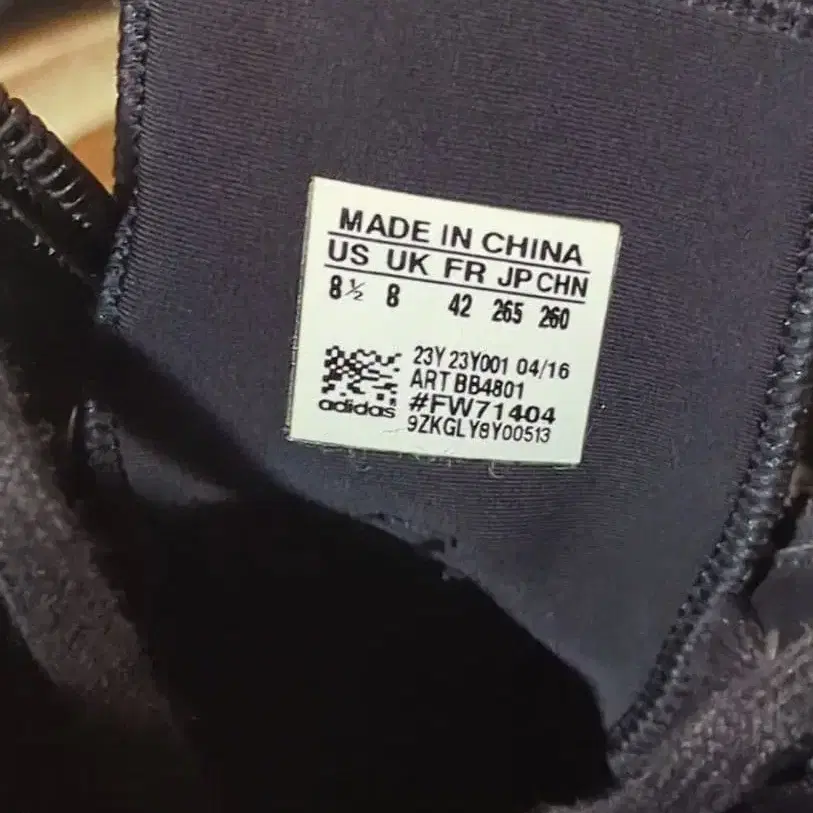 MADE IN CHINA
US UK FR JP CHN
8½ 8 42 265 260
23Y 23Y001 04/16
ART BB4801
#FW71404
adidas
9ZKGLY8Y00513